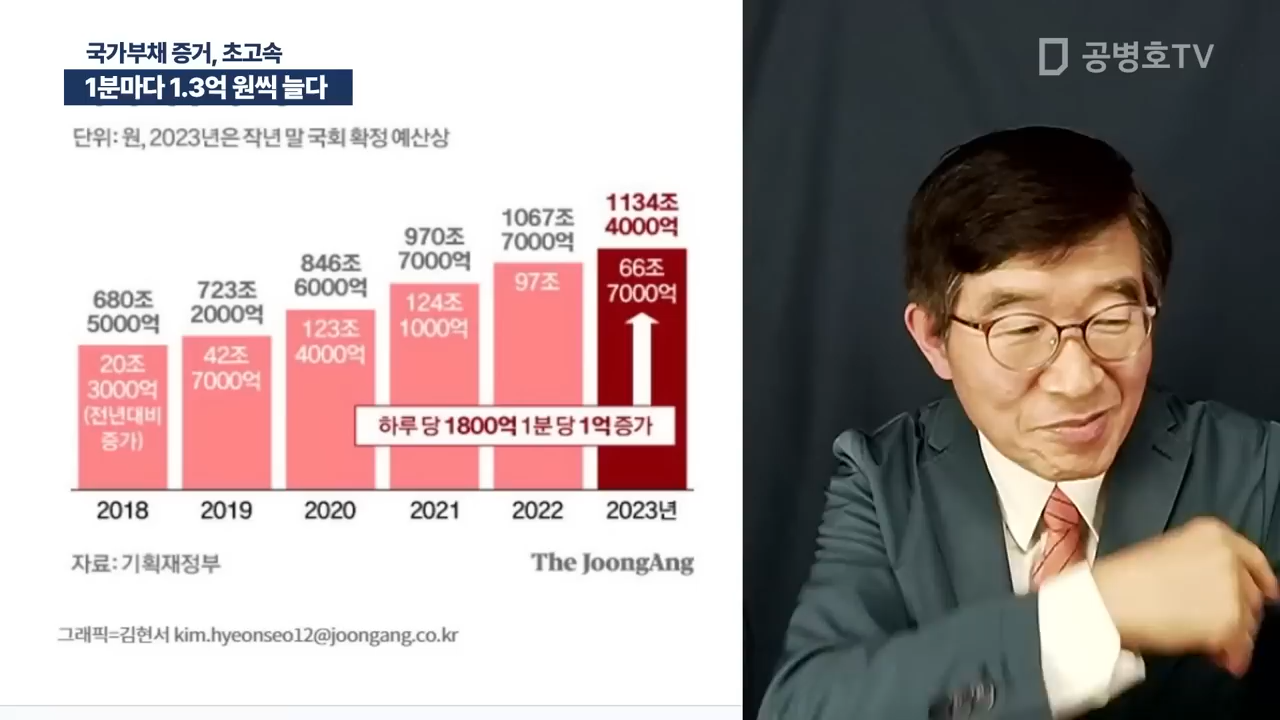 국가부채 증거, 초고속
1분마다 1.3억 원씩 늘다
공병호TV
단위: 원, 2023년은 작년 말 국회 확정 예산상
680조
5000억
723조
2000억
846조
6000억
970조
7000억
1067조
7000억
1134조
4000억
20조
3000억
(전년대비
증가)
42조
7000억
123조
4000억
124조
1000억
97조
66조
7000억
하루 당 1800억 1분 당 1억 증가
2018 2019 2020 2021 2022 2023년
자료: 기획재정부
The JoongAng
그래픽=김현서 kim.hyeonseo12@joongang.co.kr